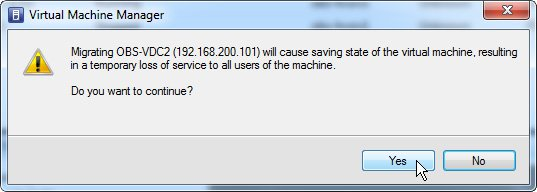 Virtual Machine Manager
Migrating OBS-VDC2 (192.168.200.101) will cause saving state of the virtual machine, resulting
in a temporary loss of service to all users of the machine.
Do you want to continue?
Yes
No